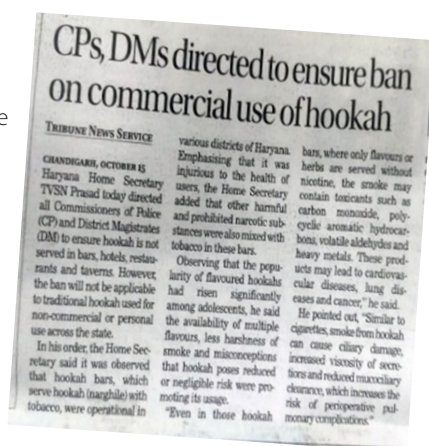 CPs, DMs directed to ensure ban
on commercial use of hookah
TRIBUNE NEWS SERVICE
CHANDIGARH, OCTOBER 15
Haryana Home Secretary
TVSN Prasad today directed
all Commissioners of Police
(CP) and District Magistrates
(DM) to ensure hookah is not
served in bars, hotels, restau-
rants and taverns. However,
the ban will not be applicable
to traditional hookah used for
non-commercial or personal
use across the state.
In his order, the Home Sec-
retary said it was observed
that hookah bars, which
serve hookah (narghile) with
tobacco, were operational in
various districts of Haryana.
Emphasising that it was
injurious to the health of
users, the Home Secretary
added that other harmful
and prohibited narcotic sub-
stances were also mixed with
tobacco in these bars.
Observing that the popu-
larity of flavoured hookahs
had risen significantly
among adolescents, he said
the availability of multiple
flavours, less harshness of
smoke and misconceptions
that hookah poses reduced
or negligible risk were pro-
moting its usage.
"Even in those hookah
bars, where only flavours or
herbs are served without
nicotine, the smoke may
contain toxicants such as
carbon monoxide, poly-
cyclic aromatic hydrocar-
bons, volatile aldehydes and
heavy metals. These prod-
ucts may lead to cardiovas-
cular diseases, lung dis-
eases and cancer," he said.
He pointed out, "Similar to
cigarettes, smoke from hookah
can cause ciliary damage,
increased viscosity of secre-
tions and reduced mucociliary
clearance, which increases the
risk of perioperative pul-
monary complications."